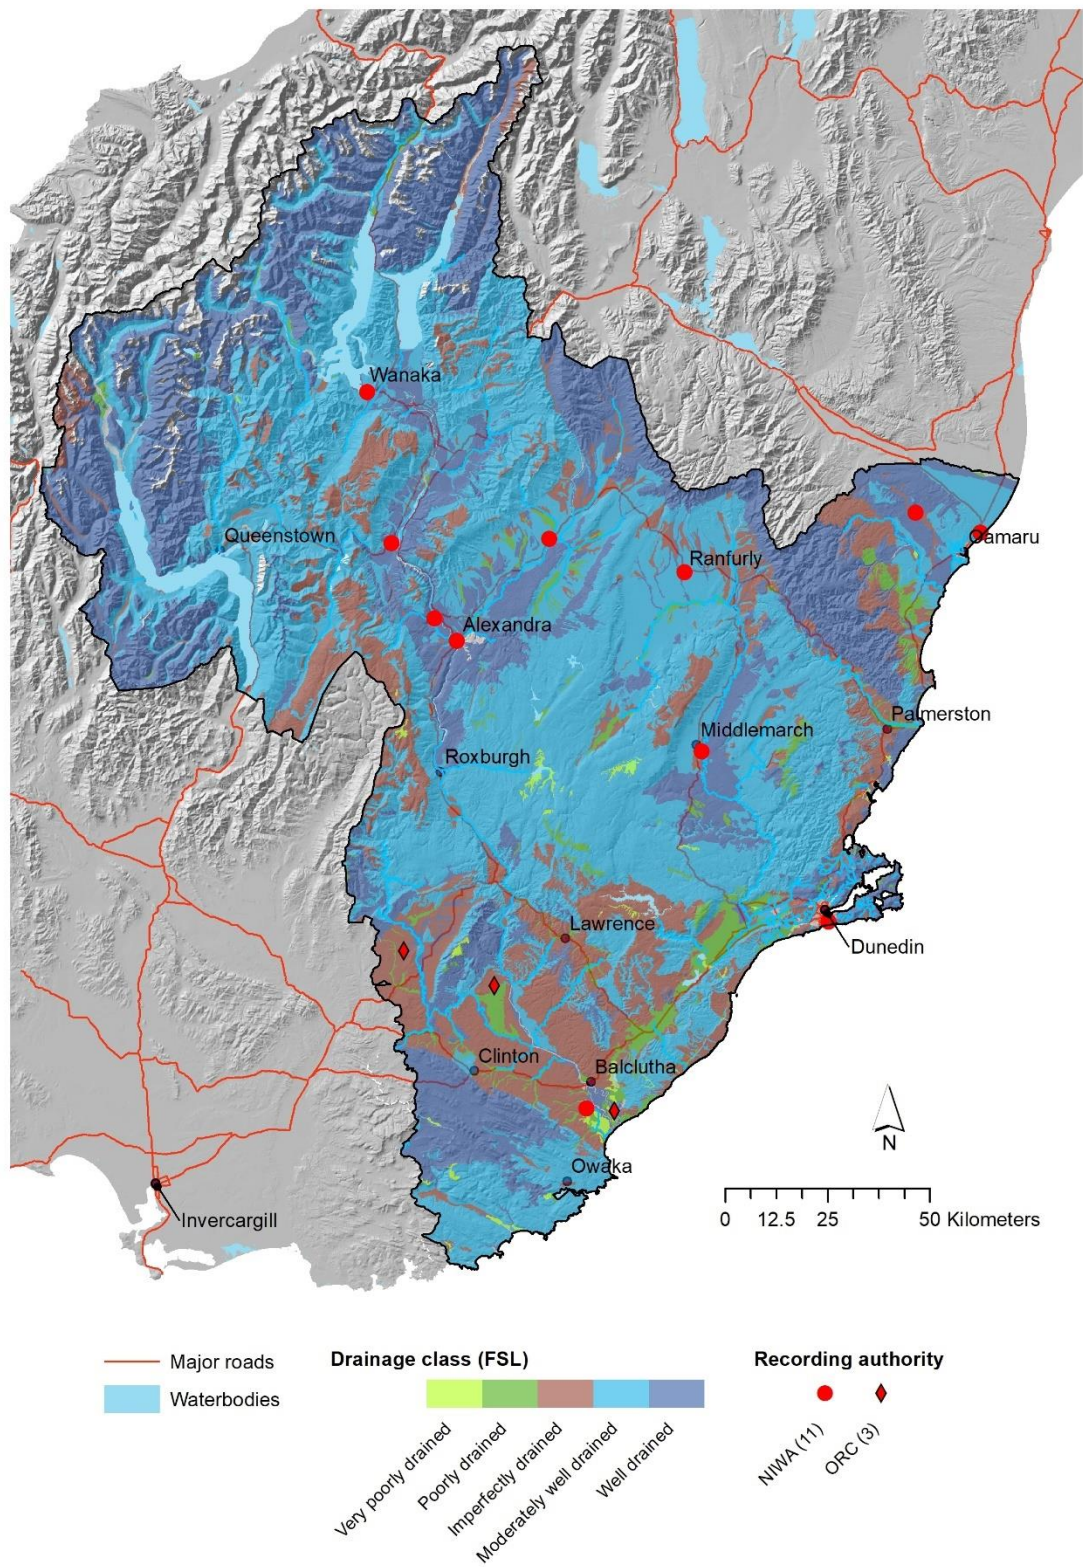 Wanaka
Queenstown
Oamaru
Ranfurly
Alexandra
Palmerston
Middlemarch
Roxburgh
Lawrence
Dunedin
Clinton
Balclutha
N
Owaka
0 12.5 25 50 Kilometers
Invercargill
Major roads
Waterbodies
Drainage class (FSL)
Very poorly drained
Poorly drained
Imperfectly drained
Moderately well drained
Well drained
Recording authority
NIWA (11)
ORC (3)